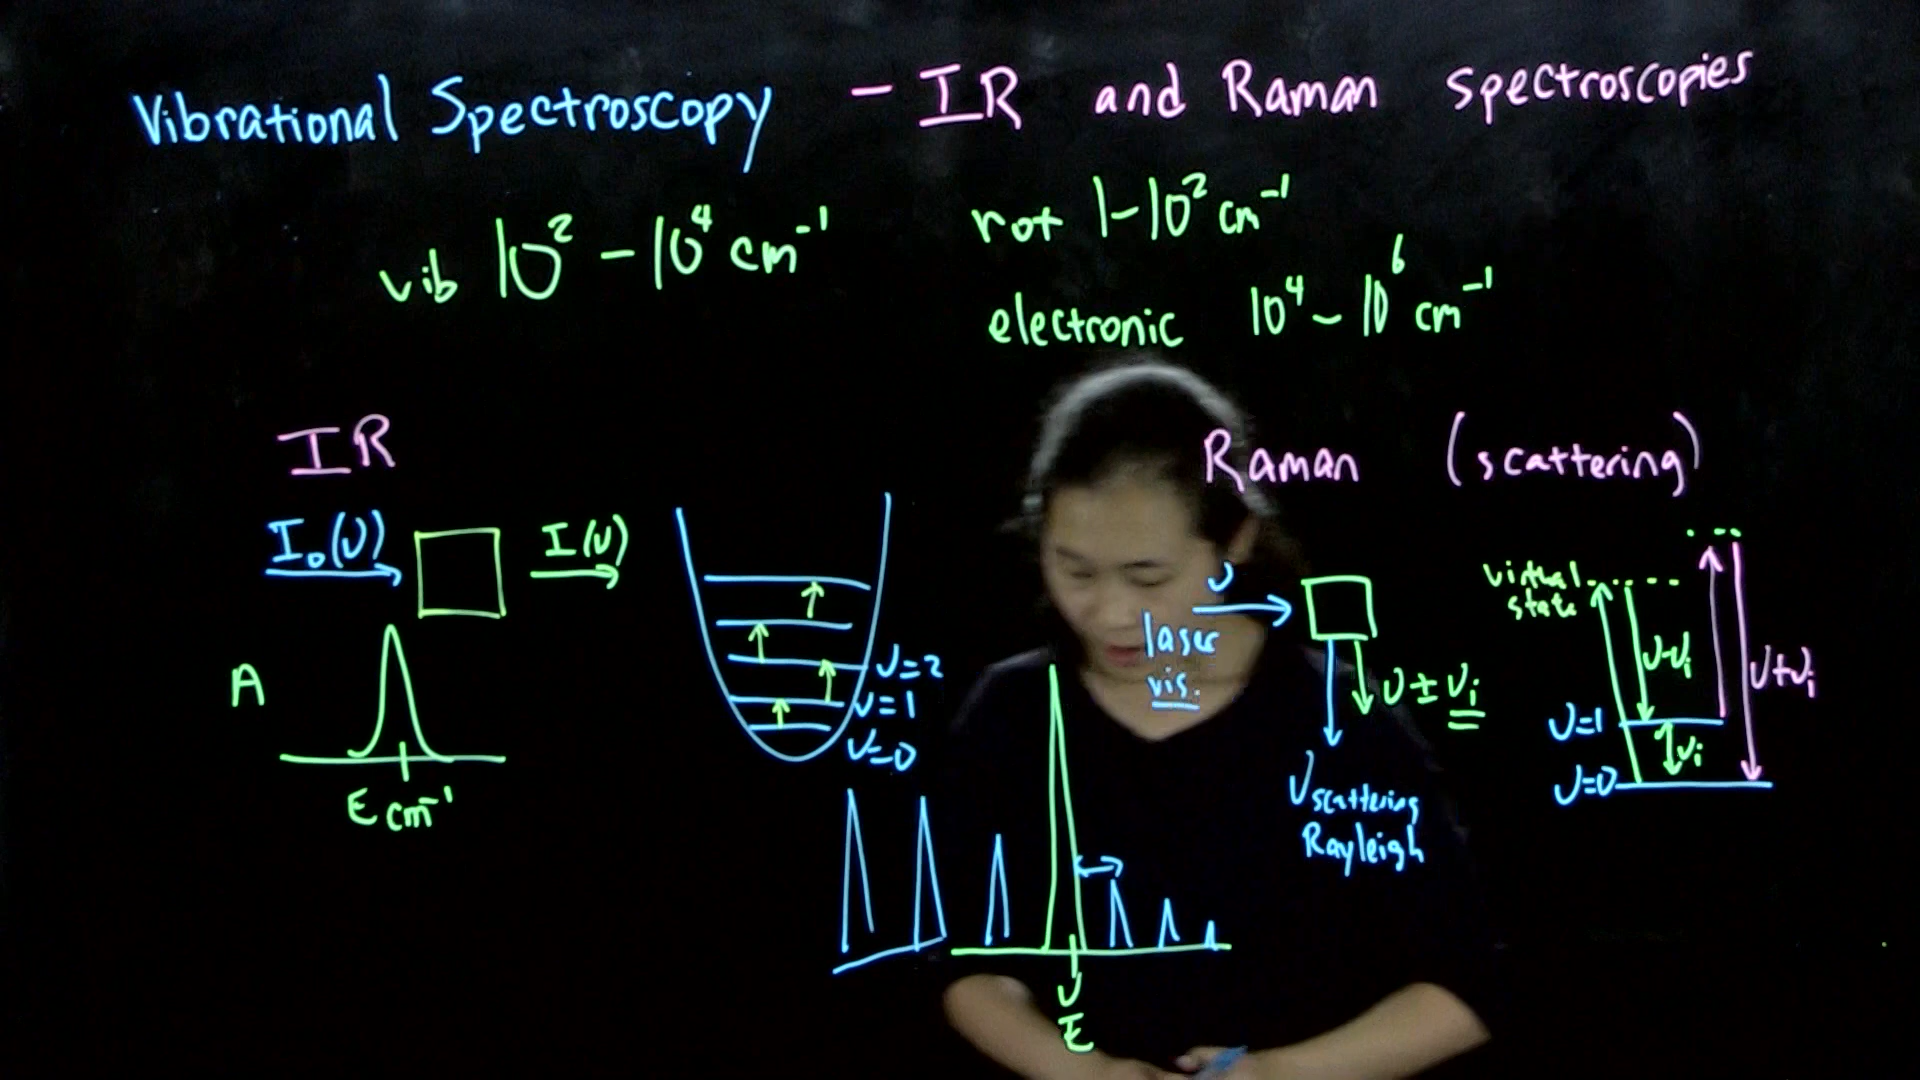 Vibrational Spectroscopy - IR and Raman spectroscopies
vib 10² - 10⁴ cm⁻¹
rot 1-10² cm⁻¹
electronic 10⁴ - 10⁶ cm⁻¹
IR
I₀(ν)
I(ν)
A
E cm⁻¹
ν=2
ν=1
ν=0
Raman (scattering)
ν
laser
vis.
ν ± νi
ν scattering
Rayleigh
virtual
state
ν-νi
ν+νi
ν=1
νi
ν=0
ν
E